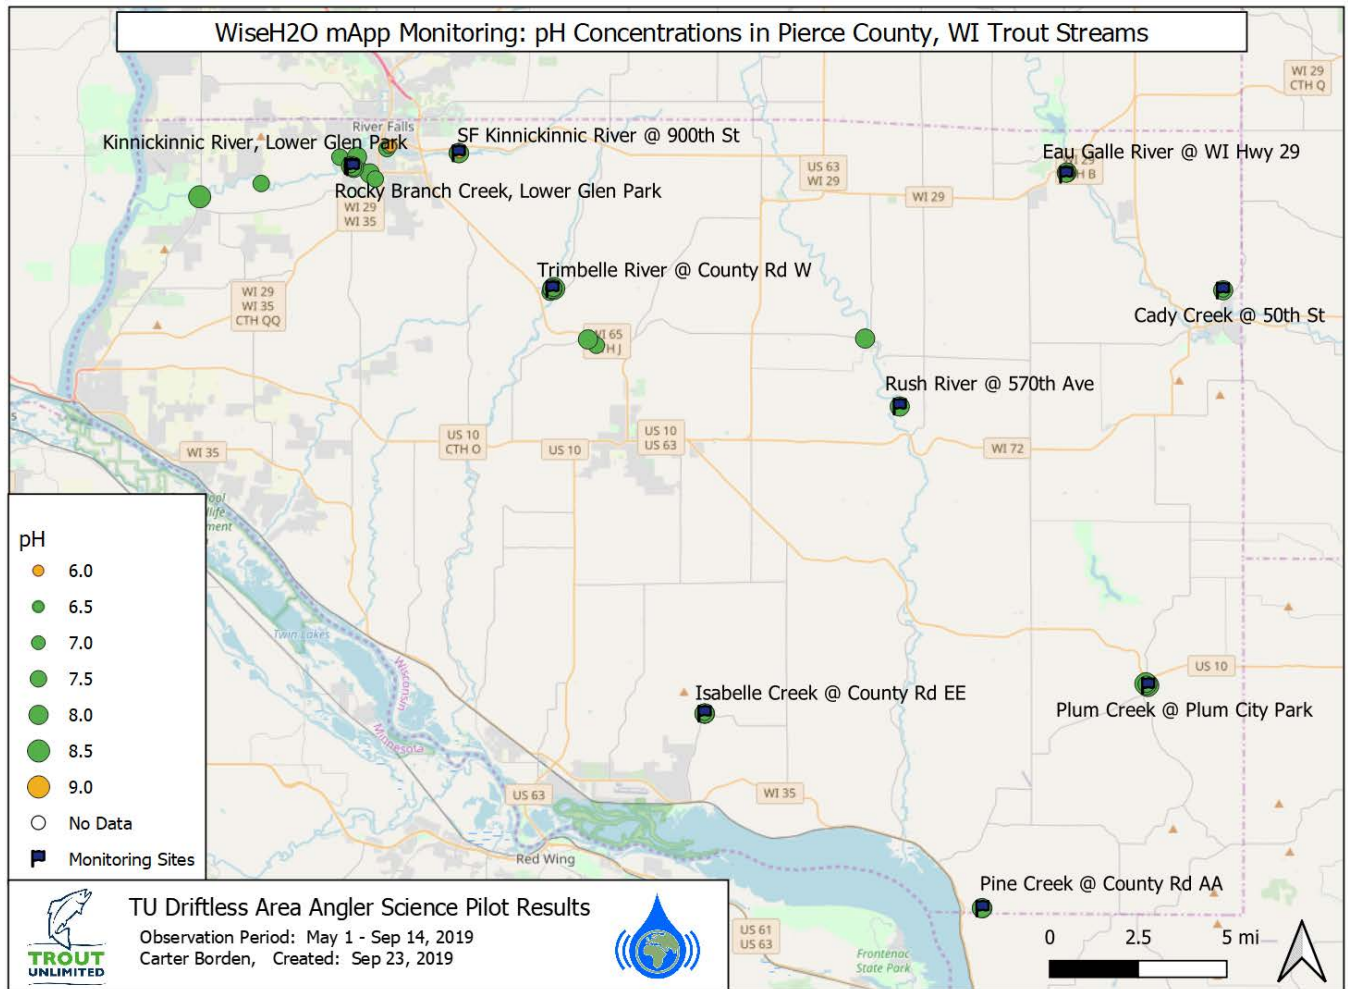 WiseH2O mApp Monitoring: pH Concentrations in Pierce County, WI Trout Streams
WI 29
CTH Q
River Falls
Kinnickinnic River, Lower Glen Park
SF Kinnickinnic River @ 900th St
Eau Galle River @ WI Hwy 29
US 63
WI 29
WI 29
Rocky Branch Creek, Lower Glen Park
WI 29
WI 35
Trimbelle River @ County Rd W
WI 29
WI 35
CTH QQ
Cady Creek @ 50th St
Rush River @ 570th Ave
US 10
CTH O
US 10
US 10
US 63
WI 72
WI 35
pH
6.0
6.5
7.0
7.5
8.0
8.5
9.0
No Data
Monitoring Sites
Twin Lakes
Wisconsin
Minnesota
US 10
Isabelle Creek @ County Rd EE
Plum Creek @ Plum City Park
US 63
WI 35
Red Wing
Pine Creek @ County Rd AA
US 61
US 63
Frontenac
State Park
0 2.5 5 mi
TROUT
UNLIMITED
TU Driftless Area Angler Science Pilot Results
Observation Period: May 1 - Sep 14, 2019
Carter Borden, Created: Sep 23, 2019